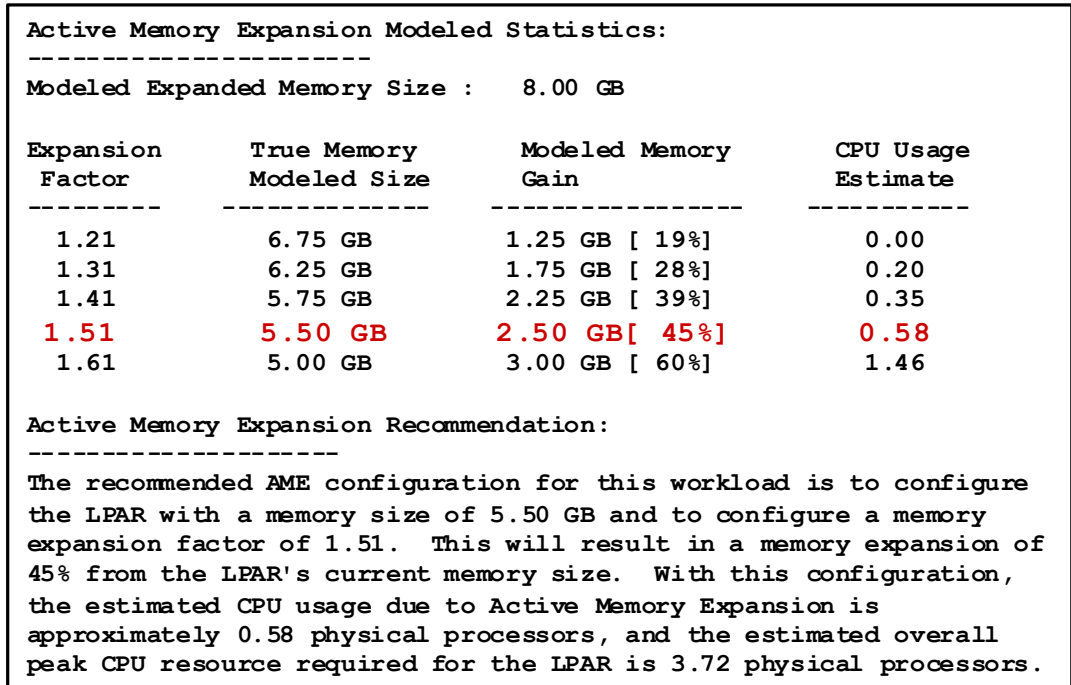 Active Memory Expansion Modeled Statistics:
-----------------------
Modeled Expanded Memory Size :   8.00 GB
Expansion      True Memory       Modeled Memory       CPU Usage
Factor         Modeled Size      Gain                 Estimate
---------    --------------    -----------------    -----------
1.21           6.75 GB         1.25 GB [ 19%]         0.00
1.31           6.25 GB         1.75 GB [ 28%]         0.20
1.41           5.75 GB         2.25 GB [ 39%]         0.35
1.51           5.50 GB         2.50 GB[ 45%]          0.58
1.61           5.00 GB         3.00 GB [ 60%]         1.46
Active Memory Expansion Recommendation:
---------------------
The recommended AME configuration for this workload is to configure
the LPAR with a memory size of 5.50 GB and to configure a memory
expansion factor of 1.51.  This will result in a memory expansion of
45% from the LPAR's current memory size.  With this configuration,
the estimated CPU usage due to Active Memory Expansion is
approximately 0.58 physical processors, and the estimated overall
peak CPU resource required for the LPAR is 3.72 physical processors.